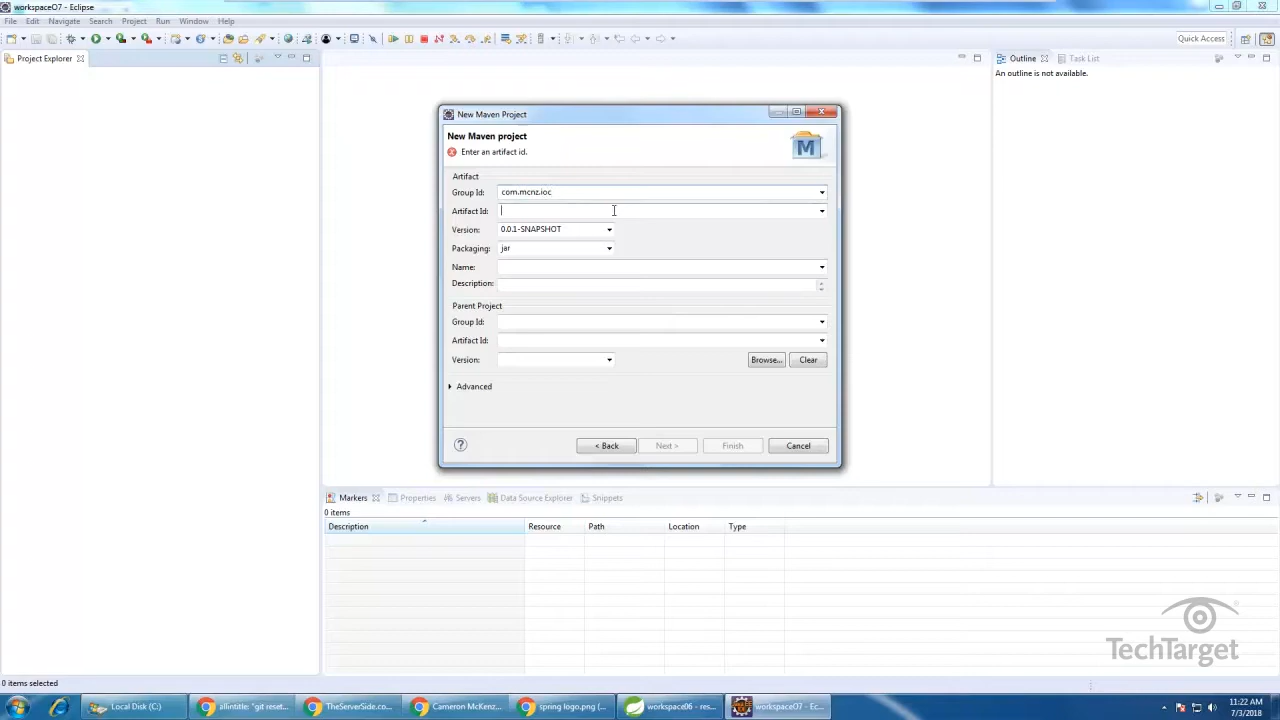 workspaceO7 - Eclipse
File Edit Navigate Search Project Run Window Help
Quick Access
Project Explorer
Outline Task List
An outline is not available.
New Maven Project
New Maven project
Enter an artifact id.
M
Artifact
Group Id: com.mcnz.ioc
Artifact Id:
Version: 0.0.1-SNAPSHOT
Packaging: jar
Name:
Description:
Parent Project
Group Id:
Artifact Id:
Version: Browse... Clear
Advanced
? < Back Next > Finish Cancel
Markers Properties Servers Data Source Explorer Snippets
0 items
Description Resource Path Location Type
TechTarget
0 items selected
Local Disk (C:) allintitle: "git reset... TheServerSide.co... Cameron McKenz... spring logo.png (... workspace06 - res... workspaceO7 - Ec...
11:22 AM
7/3/2018